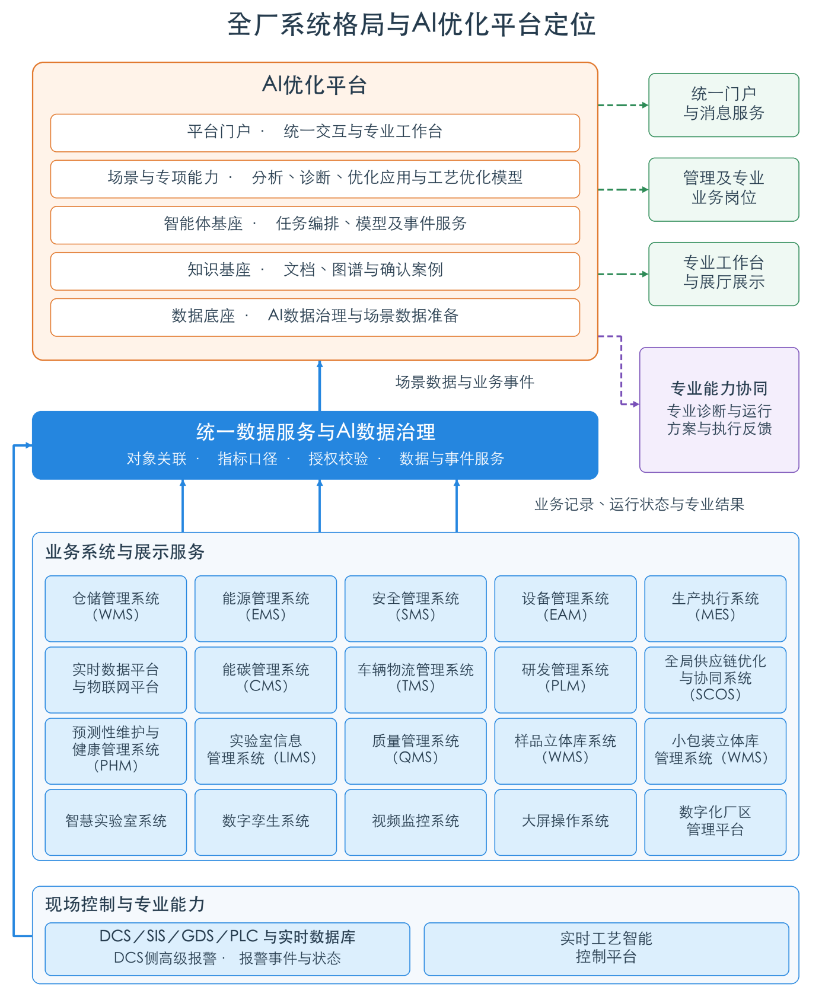 全厂系统格局与AI优化平台定位
AI优化平台
平台门户 · 统一交互与专业工作台
场景与专项能力 · 分析、诊断、优化应用与工艺优化模型
智能体基座 · 任务编排、模型及事件服务
知识基座 · 文档、图谱与确认案例
数据底座 · AI数据治理与场景数据准备
统一门户
与消息服务
管理及专业
业务岗位
专业工作台
与展厅展示
专业能力协同
专业诊断与运行
方案与执行反馈
场景数据与业务事件
统一数据服务与AI数据治理
对象关联 · 指标口径 · 授权校验 · 数据与事件服务
业务记录、运行状态与专业结果
业务系统与展示服务
仓储管理系统
（WMS）
能源管理系统
（EMS）
安全管理系统
（SMS）
设备管理系统
（EAM）
生产执行系统
（MES）
实时数据平台
与物联网平台
能碳管理系统
（CMS）
车辆物流管理系统
（TMS）
研发管理系统
（PLM）
全局供应链优化
与协同系统
（SCOS）
预测性维护与
健康管理系统
（PHM）
实验室信息
管理系统（LIMS）
质量管理系统
（QMS）
样品立体库系统
（WMS）
小包装立体库
管理系统（WMS）
智慧实验室系统
数字孪生系统
视频监控系统
大屏操作系统
数字化厂区
管理平台
现场控制与专业能力
DCS／SIS／GDS／PLC 与实时数据库
DCS侧高级报警 · 报警事件与状态
实时工艺智能
控制平台